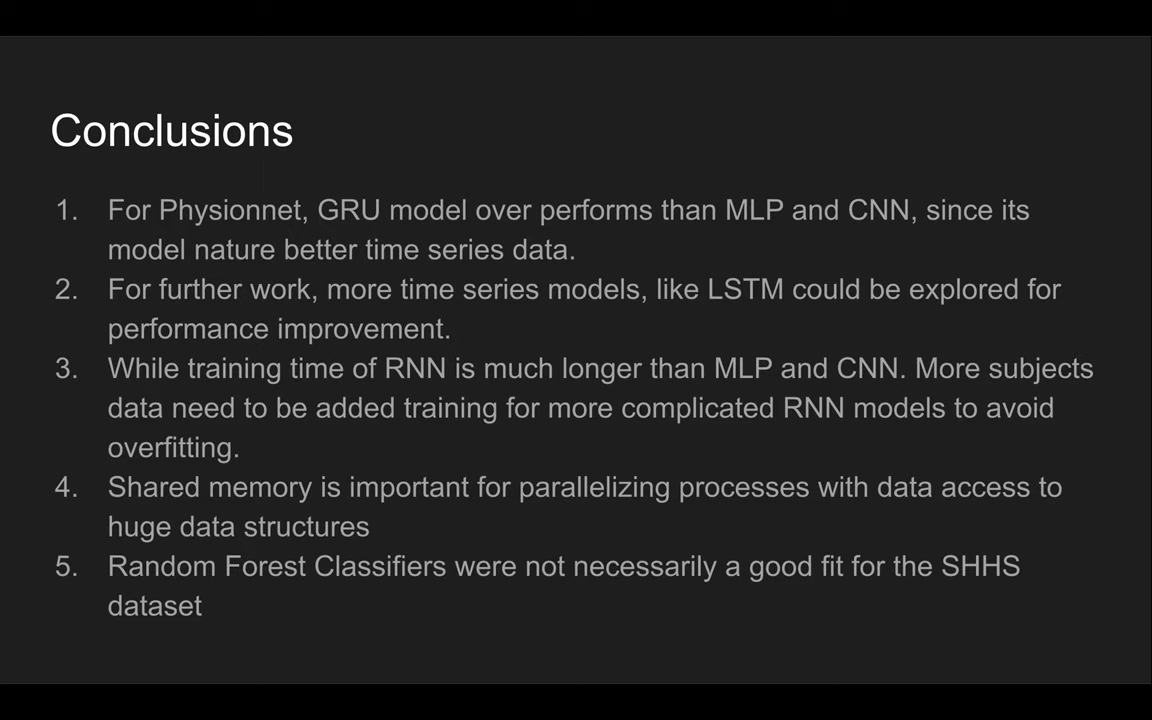 Conclusions
1. For Physionnet, GRU model over performs than MLP and CNN, since its
model nature better time series data.
2. For further work, more time series models, like LSTM could be explored for
performance improvement.
3. While training time of RNN is much longer than MLP and CNN. More subjects
data need to be added training for more complicated RNN models to avoid
overfitting.
4. Shared memory is important for parallelizing processes with data access to
huge data structures
5. Random Forest Classifiers were not necessarily a good fit for the SHHS
dataset